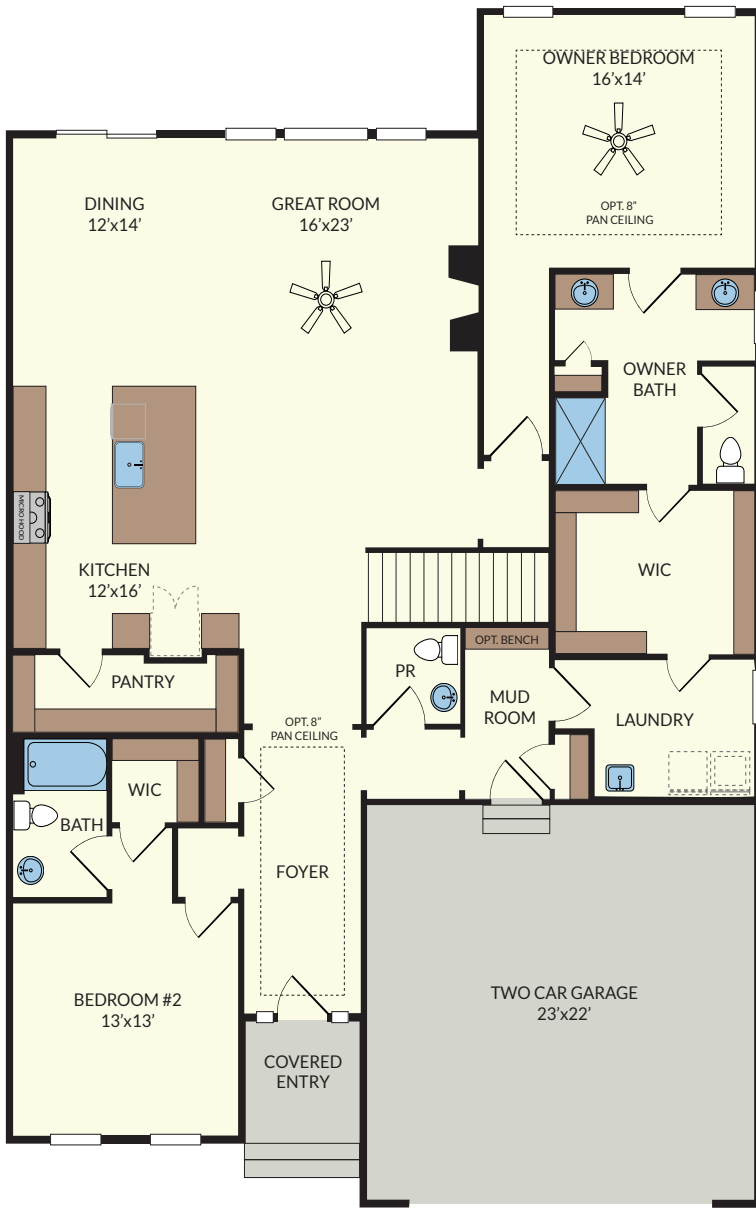 OWNER BEDROOM
16’x14’
OPT. 8”
PAN CEILING
DINING
12’x14’
GREAT ROOM
16’x23’
OWNER
BATH
MICRO HOOD
KITCHEN
12’x16’
WIC
OPT. BENCH
PR
PANTRY
MUD
ROOM
LAUNDRY
OPT. 8”
PAN CEILING
WIC
BATH
FOYER
BEDROOM #2
13’x13’
TWO CAR GARAGE
23’x22’
COVERED
ENTRY